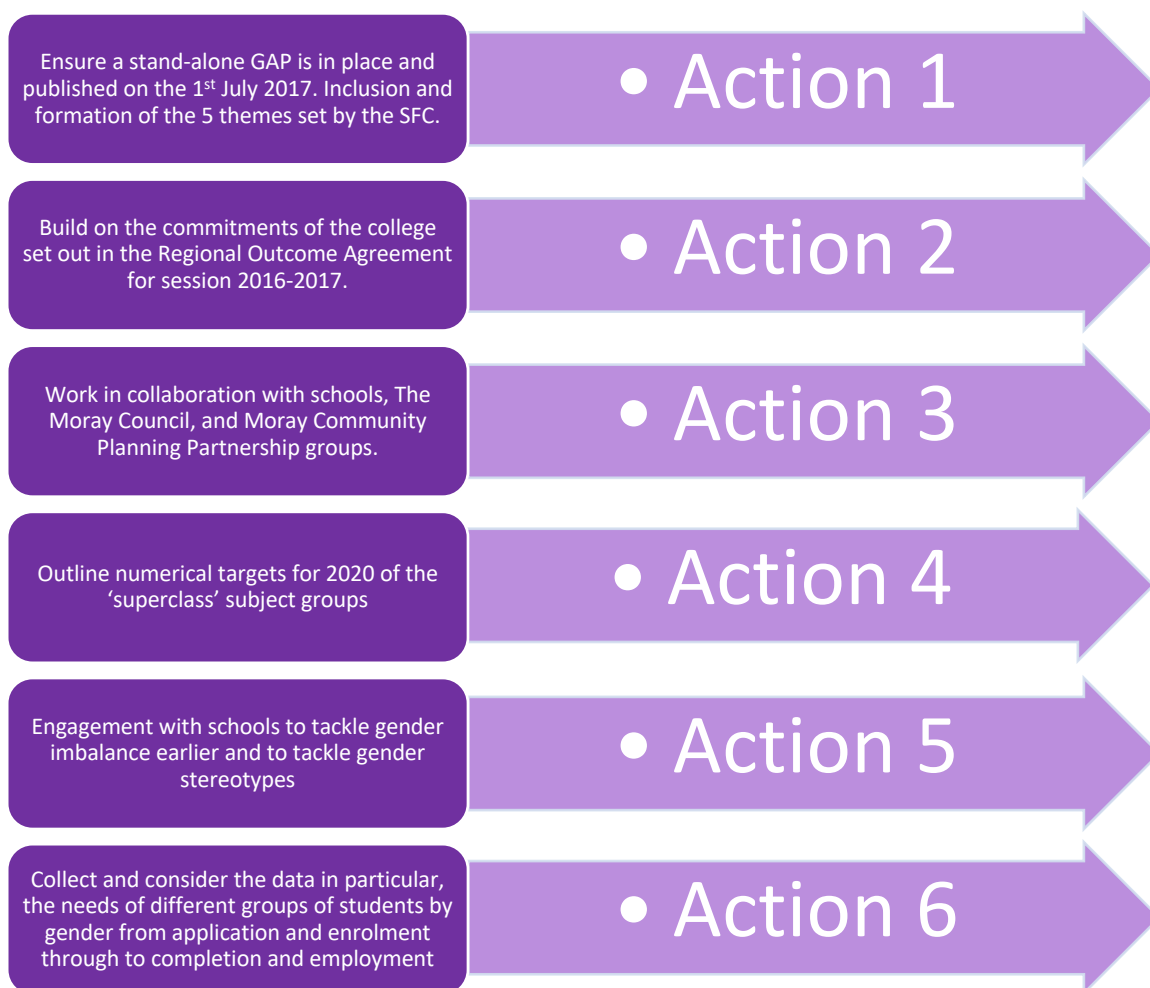 Ensure a stand-alone GAP is in place and
published on the 1st July 2017. Inclusion and
formation of the 5 themes set by the SFC.
• Action 1
Build on the commitments of the college
set out in the Regional Outcome Agreement
for session 2016-2017.
• Action 2
Work in collaboration with schools, The
Moray Council, and Moray Community
Planning Partnership groups.
• Action 3
Outline numerical targets for 2020 of the
‘superclass’ subject groups
• Action 4
Engagement with schools to tackle gender
imbalance earlier and to tackle gender
stereotypes
• Action 5
Collect and consider the data in particular,
the needs of different groups of students by
gender from application and enrolment
through to completion and employment
• Action 6